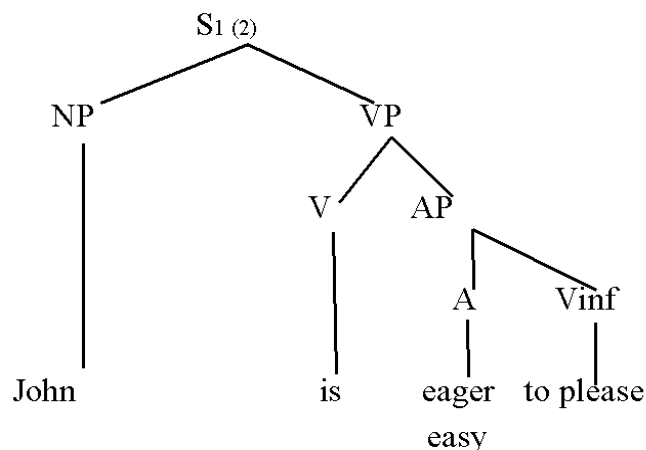 S1 (2)
NP VP
V AP
A Vinf
John is eager to please
easy